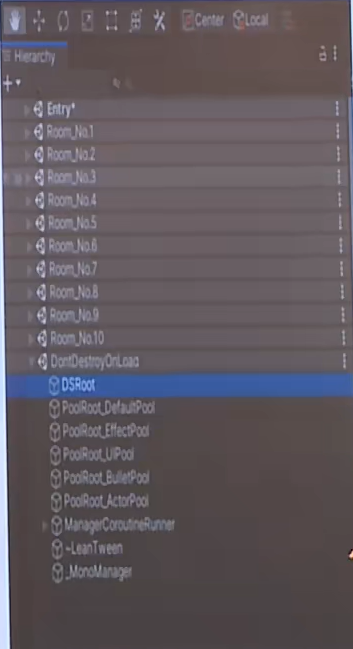 Center Local
Hierarchy
Entry*
Room_No.1
Room_No.2
Room_No.3
Room_No.4
Room_No.5
Room_No.6
Room_No.7
Room_No.8
Room_No.9
Room_No.10
DontDestroyOnLoad
DSRoot
PoolRoot_DefaultPool
PoolRoot_EffectPool
PoolRoot_UIPool
PoolRoot_BulletPool
PoolRoot_ActorPool
ManagerCoroutineRunner
~LeanTween
_MonoManager